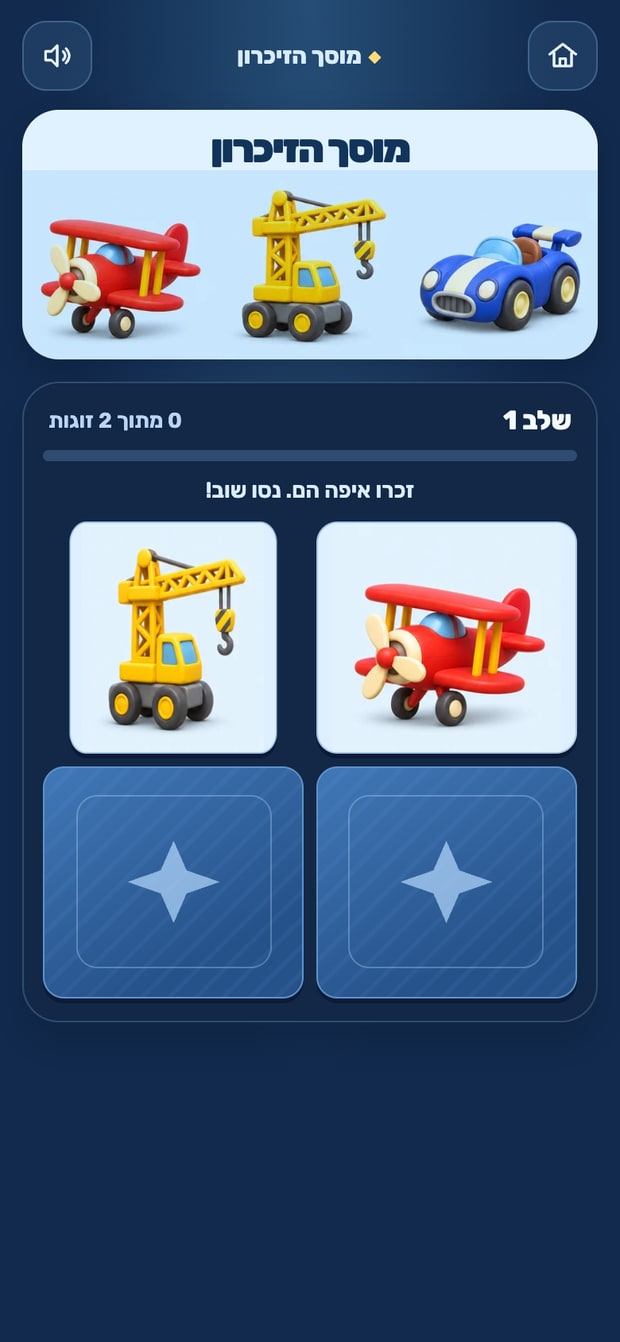 מוסך הזיכרון
מוסך הזיכרון
שלב 1
0 מתוך 2 זוגות
זכרו איפה הם. נסו שוב!